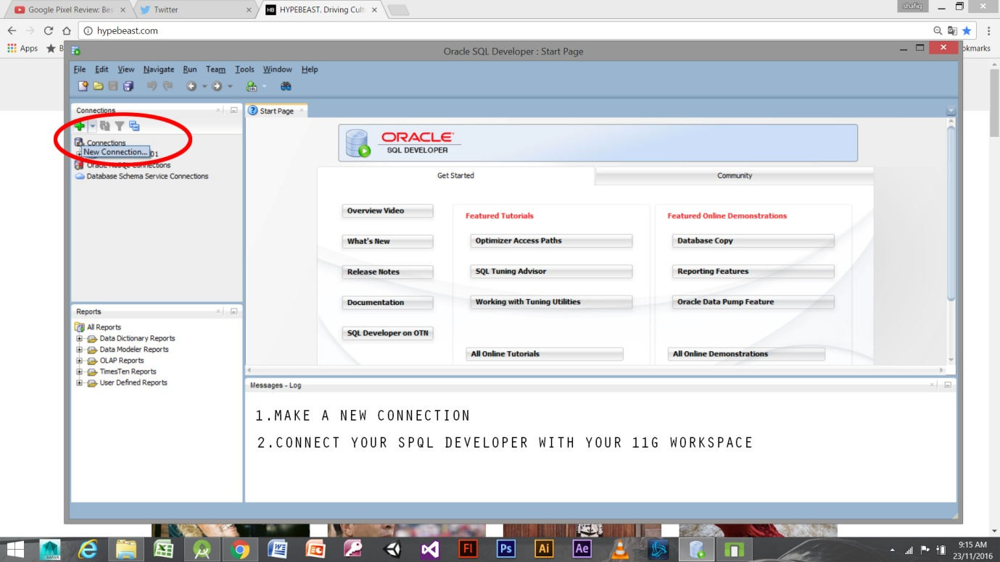 Google Pixel Review: Bes
Twitter
HYPEBEAST. Driving Cult
shafiq
hypebeast.com
Apps
B
okmarks
Oracle SQL Developer : Start Page
File Edit View Navigate Run Team Tools Window Help
Connections
Start Page
Connections
New Connection...
01
Oracle NoSQL Connections
Database Schema Service Connections
ORACLE
SQL DEVELOPER
Get Started
Community
Overview Video
What's New
Release Notes
Documentation
SQL Developer on OTN
Featured Tutorials
Optimizer Access Paths
SQL Tuning Advisor
Working with Tuning Utilities
All Online Tutorials
Featured Online Demonstrations
Database Copy
Reporting Features
Oracle Data Pump Feature
All Online Demonstrations
Reports
All Reports
Data Dictionary Reports
Data Modeler Reports
OLAP Reports
TimesTen Reports
User Defined Reports
Messages - Log
1.MAKE A NEW CONNECTION
2.CONNECT YOUR SPQL DEVELOPER WITH YOUR 11G WORKSPACE
MAYA
Fl
Ps
Ai
Ae
9:15 AM
23/11/2016